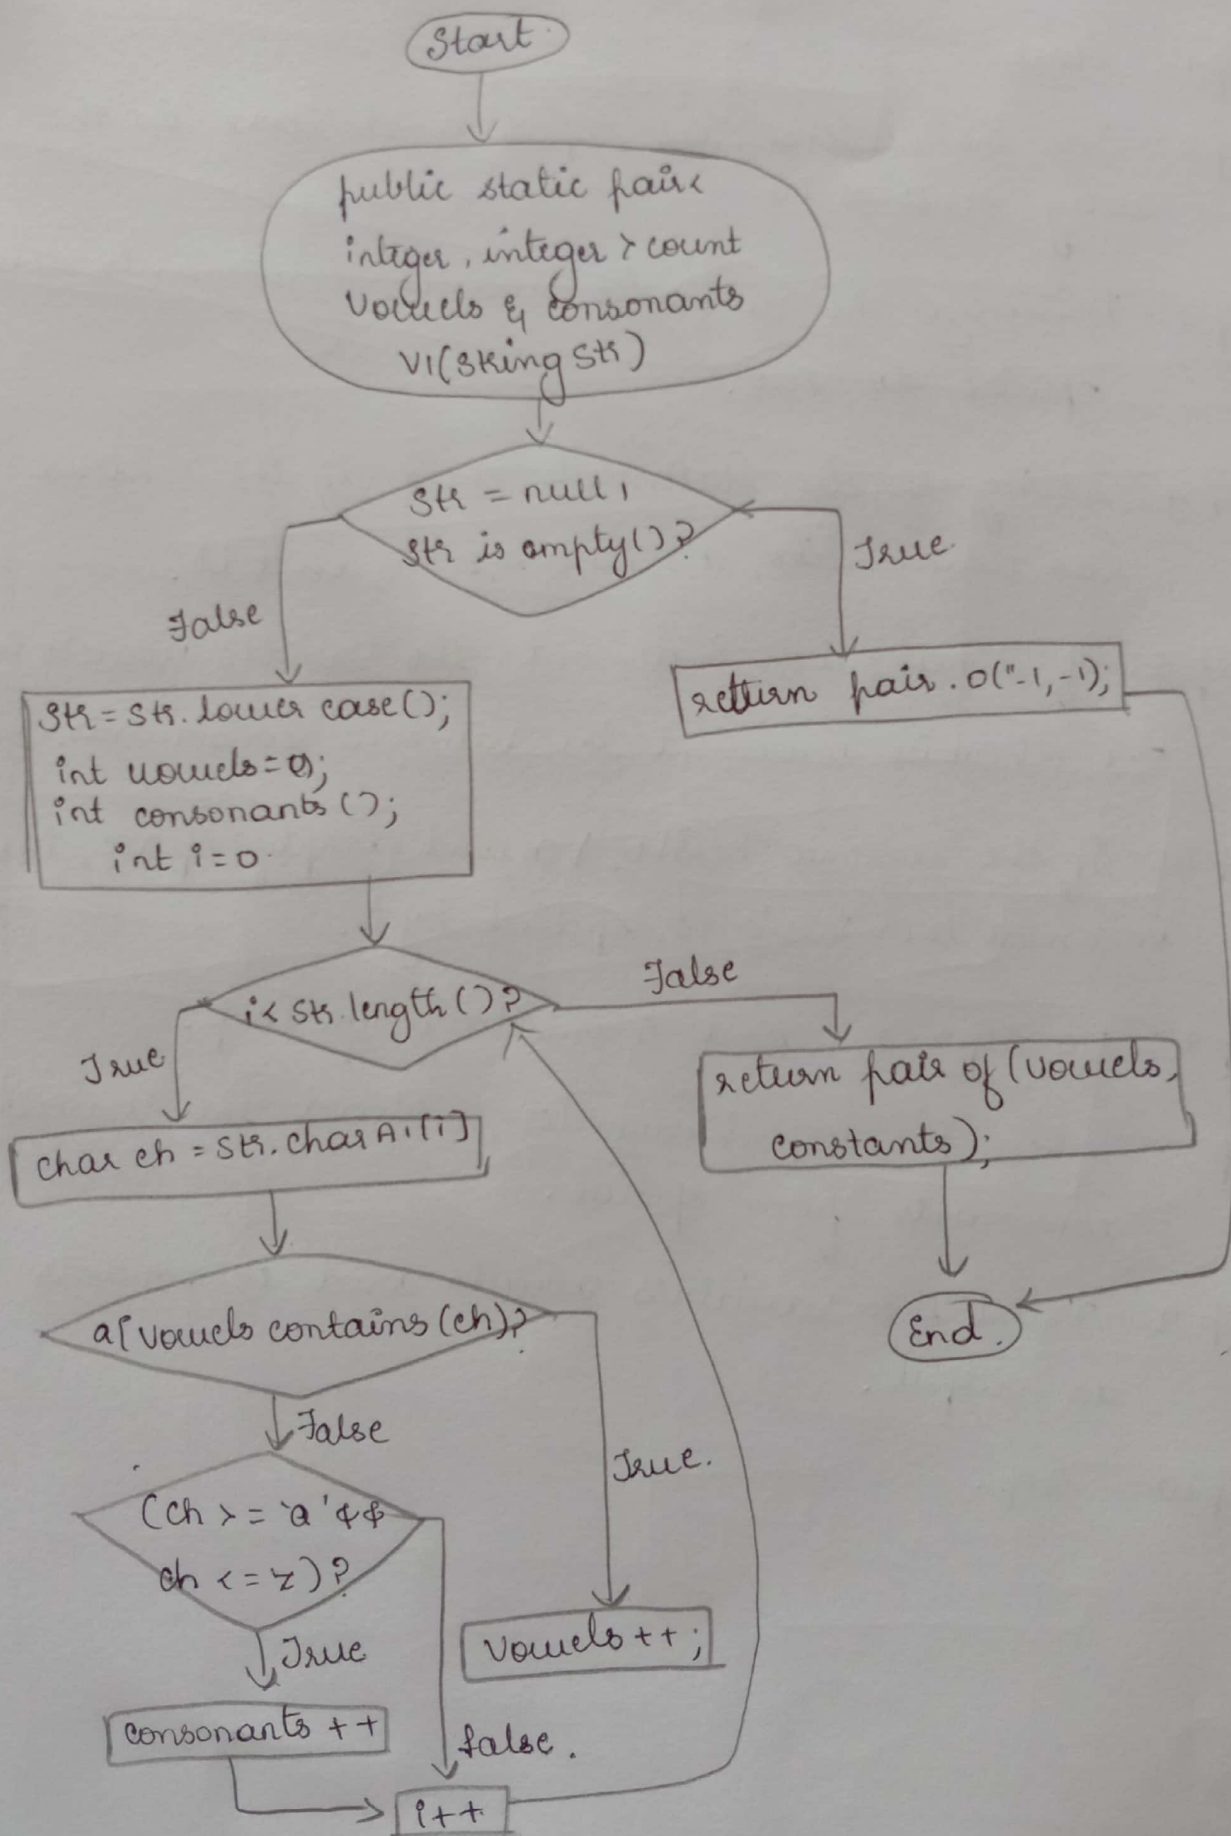 Start.
public static pair<
integer, integer > count
Vowels & consonants
V1(string str)
Str = null,
Str is ompty()?
True.
False
return pair.o("-1,-1);
Str = Str. lower case();
int vowels=0;
int consonants ();
int i=0.
i< Str. length ()?
False
True
return pair of (vowels,
constants);
char ch = Str. char A1[i]
a[vowels contains (ch)?
End.
False
True.
(ch >= 'a' &&
ch <= z)?
True
Vowels ++;
consonants ++
false.
i++